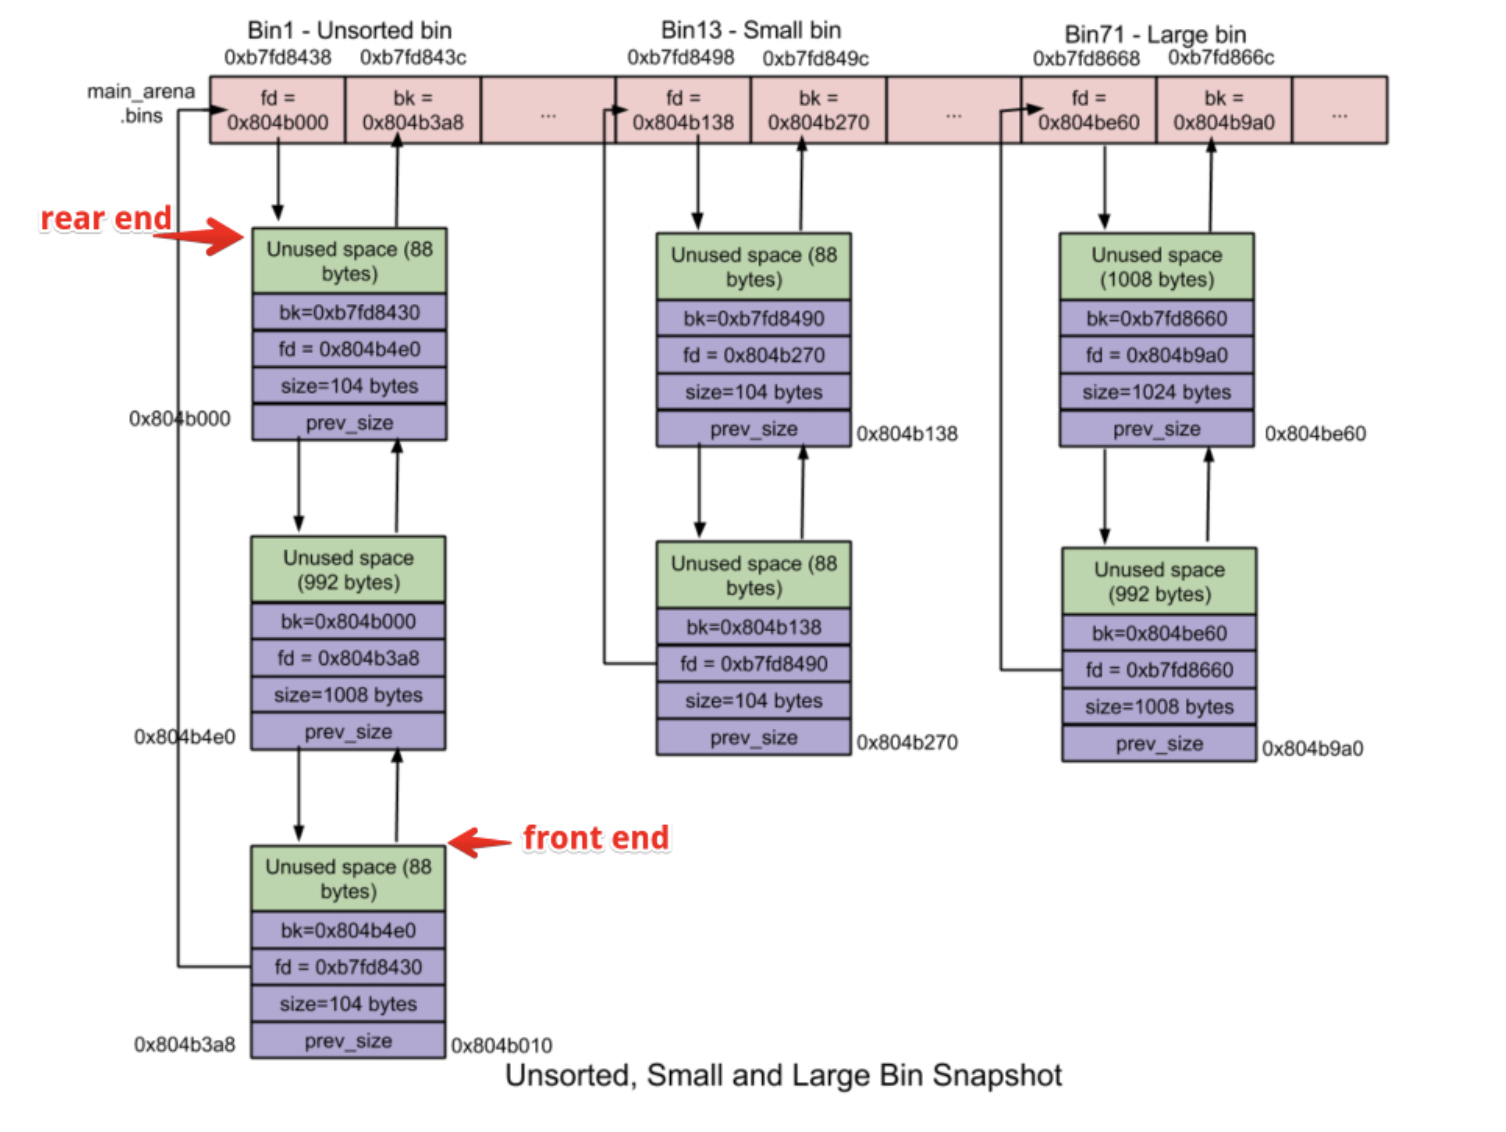 Bin1 - Unsorted bin
Bin13 - Small bin
Bin71 - Large bin
0xb7fd8438
0xb7fd843c
0xb7fd8498
0xb7fd849c
0xb7fd8668
0xb7fd866c
main_arena
.bins
fd =
0x804b000
bk =
0x804b3a8
...
fd =
0x804b138
bk =
0x804b270
...
fd =
0x804be60
bk =
0x804b9a0
...
rear end
Unused space (88
bytes)
bk=0xb7fd8430
fd = 0x804b4e0
size=104 bytes
prev_size
0x804b000
Unused space (88
bytes)
bk=0xb7fd8490
fd = 0x804b270
size=104 bytes
prev_size
0x804b138
Unused space
(1008 bytes)
bk=0xb7fd8660
fd = 0x804b9a0
size=1024 bytes
prev_size
0x804be60
Unused space
(992 bytes)
bk=0x804b000
fd = 0x804b3a8
size=1008 bytes
prev_size
0x804b4e0
Unused space (88
bytes)
bk=0x804b138
fd = 0xb7fd8490
size=104 bytes
prev_size
0x804b270
Unused space
(992 bytes)
bk=0x804be60
fd = 0xb7fd8660
size=1008 bytes
prev_size
0x804b9a0
front end
Unused space (88
bytes)
bk=0x804b4e0
fd = 0xb7fd8430
size=104 bytes
prev_size
0x804b3a8
0x804b010
Unsorted, Small and Large Bin Snapshot